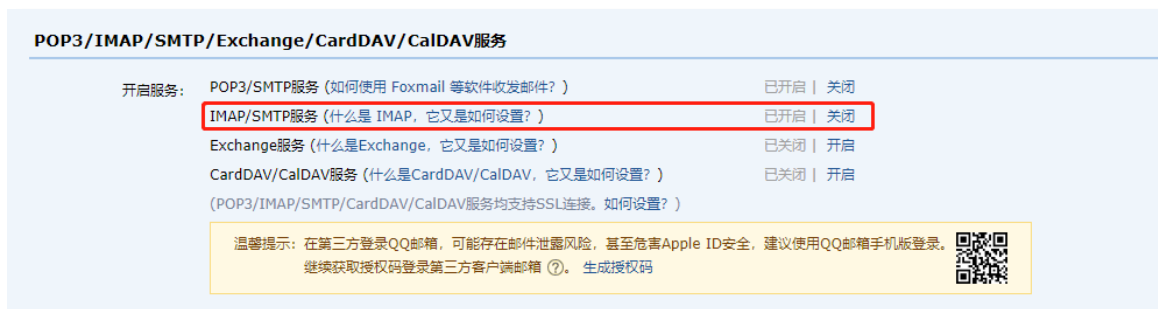 POP3/IMAP/SMTP/Exchange/CardDAV/CalDAV服务
开启服务： POP3/SMTP服务 (如何使用 Foxmail 等软件收发邮件？) 已开启 | 关闭
IMAP/SMTP服务 (什么是 IMAP，它又是如何设置？) 已开启 | 关闭
Exchange服务 (什么是Exchange，它又是如何设置？) 已关闭 | 开启
CardDAV/CalDAV服务 (什么是CardDAV/CalDAV，它又是如何设置？) 已关闭 | 开启
(POP3/IMAP/SMTP/CardDAV/CalDAV服务均支持SSL连接。如何设置？)
温馨提示：在第三方登录QQ邮箱，可能存在邮件泄露风险，甚至危害Apple ID安全，建议使用QQ邮箱手机版登录。
继续获取授权码登录第三方客户端邮箱 ?。 生成授权码